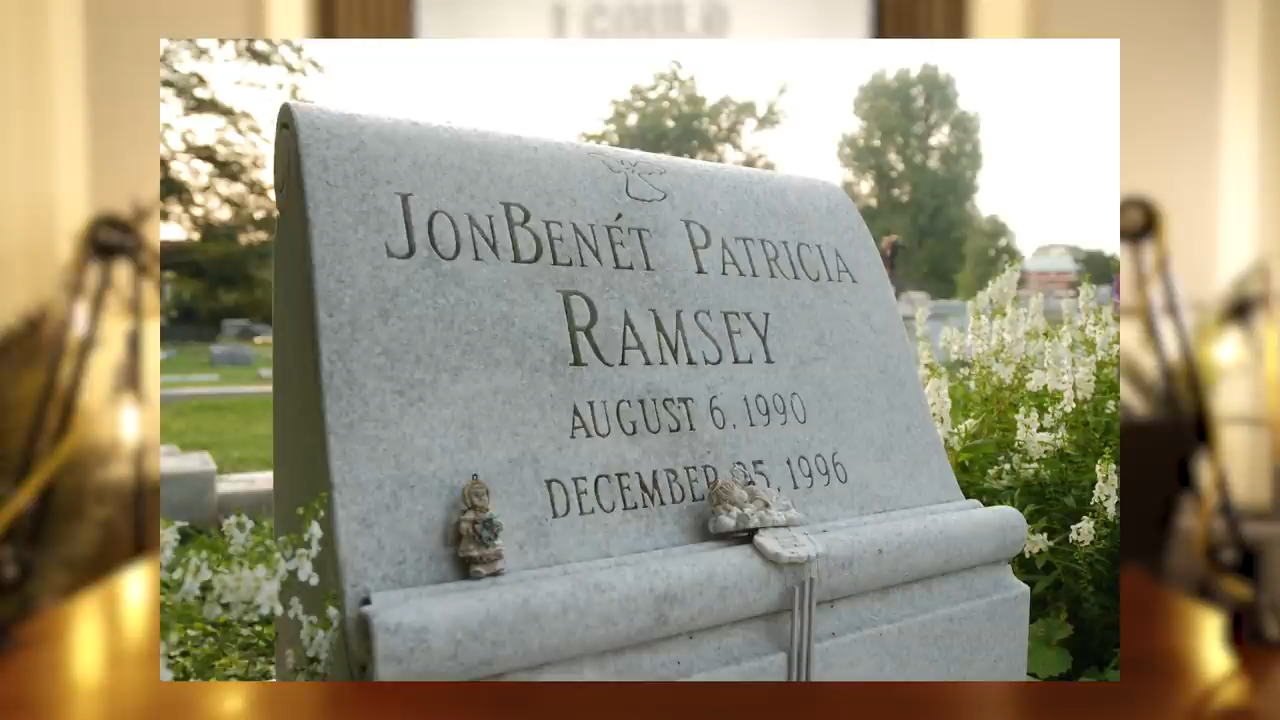 JONBENÉT PATRICIA
RAMSEY
AUGUST 6, 1990
DECEMBER 25, 1996